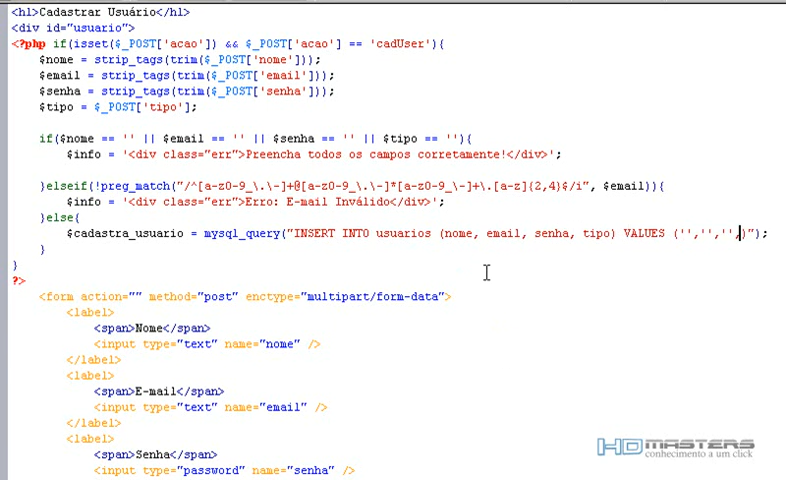 <h1>Cadastrar Usuário</h1>
<div id="usuario">
<?php if(isset($_POST['acao']) && $_POST['acao'] == 'cadUser'){
$nome = strip_tags(trim($_POST['nome']));
$email = strip_tags(trim($_POST['email']));
$senha = strip_tags(trim($_POST['senha']));
$tipo = $_POST['tipo'];
if($nome == '' || $email == '' || $senha == '' || $tipo == ''){
$info = '<div class="err">Preencha todos os campos corretamente!</div>';
}elseif(!preg_match("/^[a-z0-9_\.\-]+@[a-z0-9_\.\-]*[a-z0-9_\-]+\.[a-z]{2,4}$/i", $email)){
$info = '<div class="err">Erro: E-mail Inválido</div>';
}else{
$cadastra_usuario = mysql_query("INSERT INTO usuarios (nome, email, senha, tipo) VALUES ('','','',)");
}
}
?>
<form action="" method="post" enctype="multipart/form-data">
<label>
<span>Nome</span>
<input type="text" name="nome" />
</label>
<label>
<span>E-mail</span>
<input type="text" name="email" />
</label>
<label>
<span>Senha</span>
<input type="password" name="senha" />
HDMASTERS
conhecimento a um click